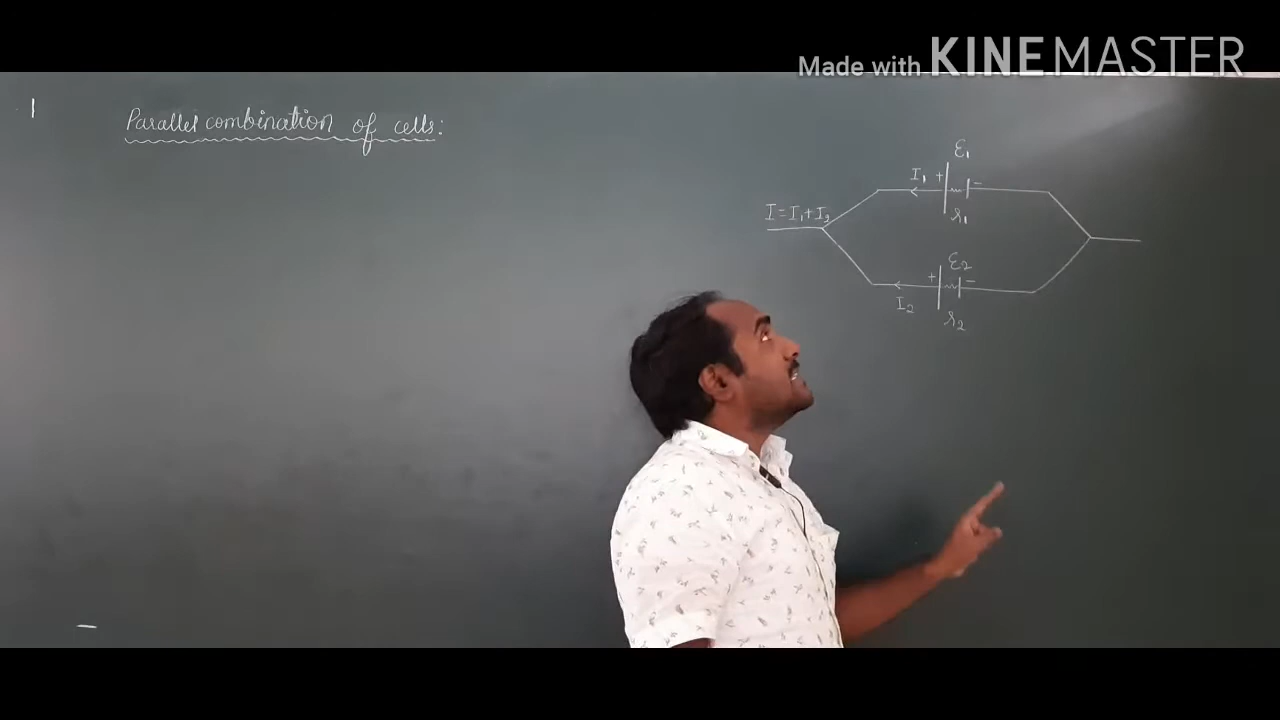 Made with KINEMASTER
Parallel combination of cells:
ε₁
I₁ + -
r₁
I = I₁ + I₂
ε₂
+ -
I₂
r₂